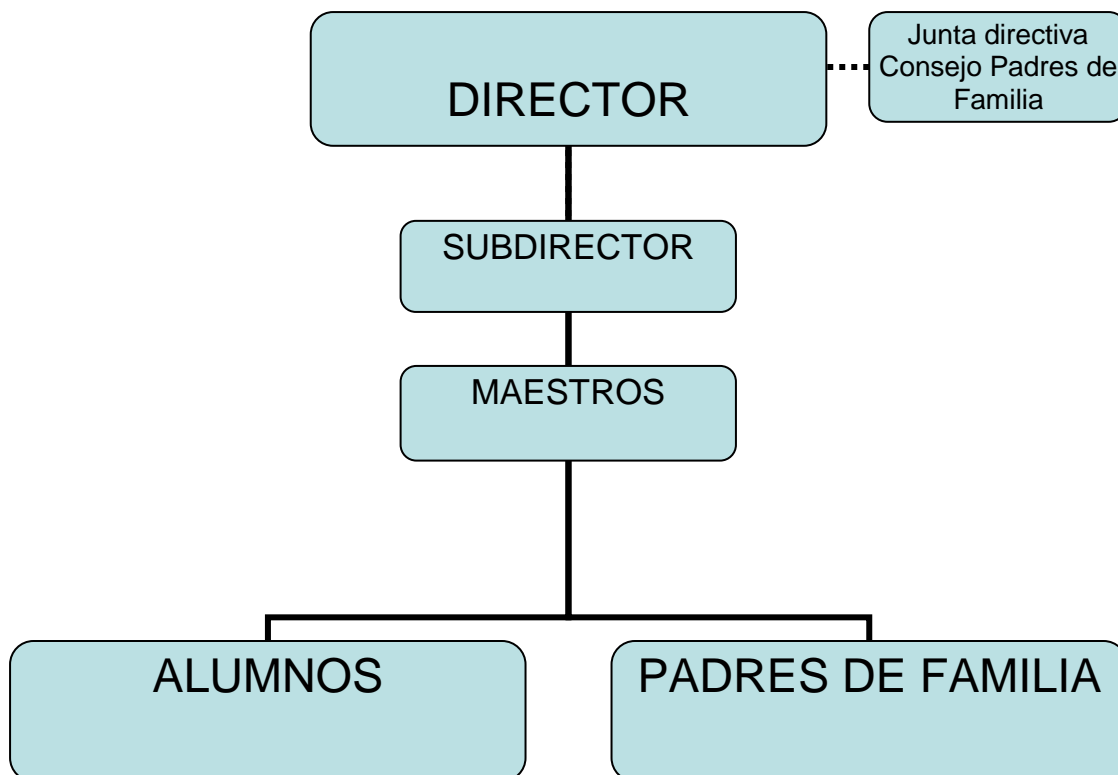 DIRECTOR
Junta directiva
Consejo Padres de
Familia
SUBDIRECTOR
MAESTROS
ALUMNOS
PADRES DE FAMILIA